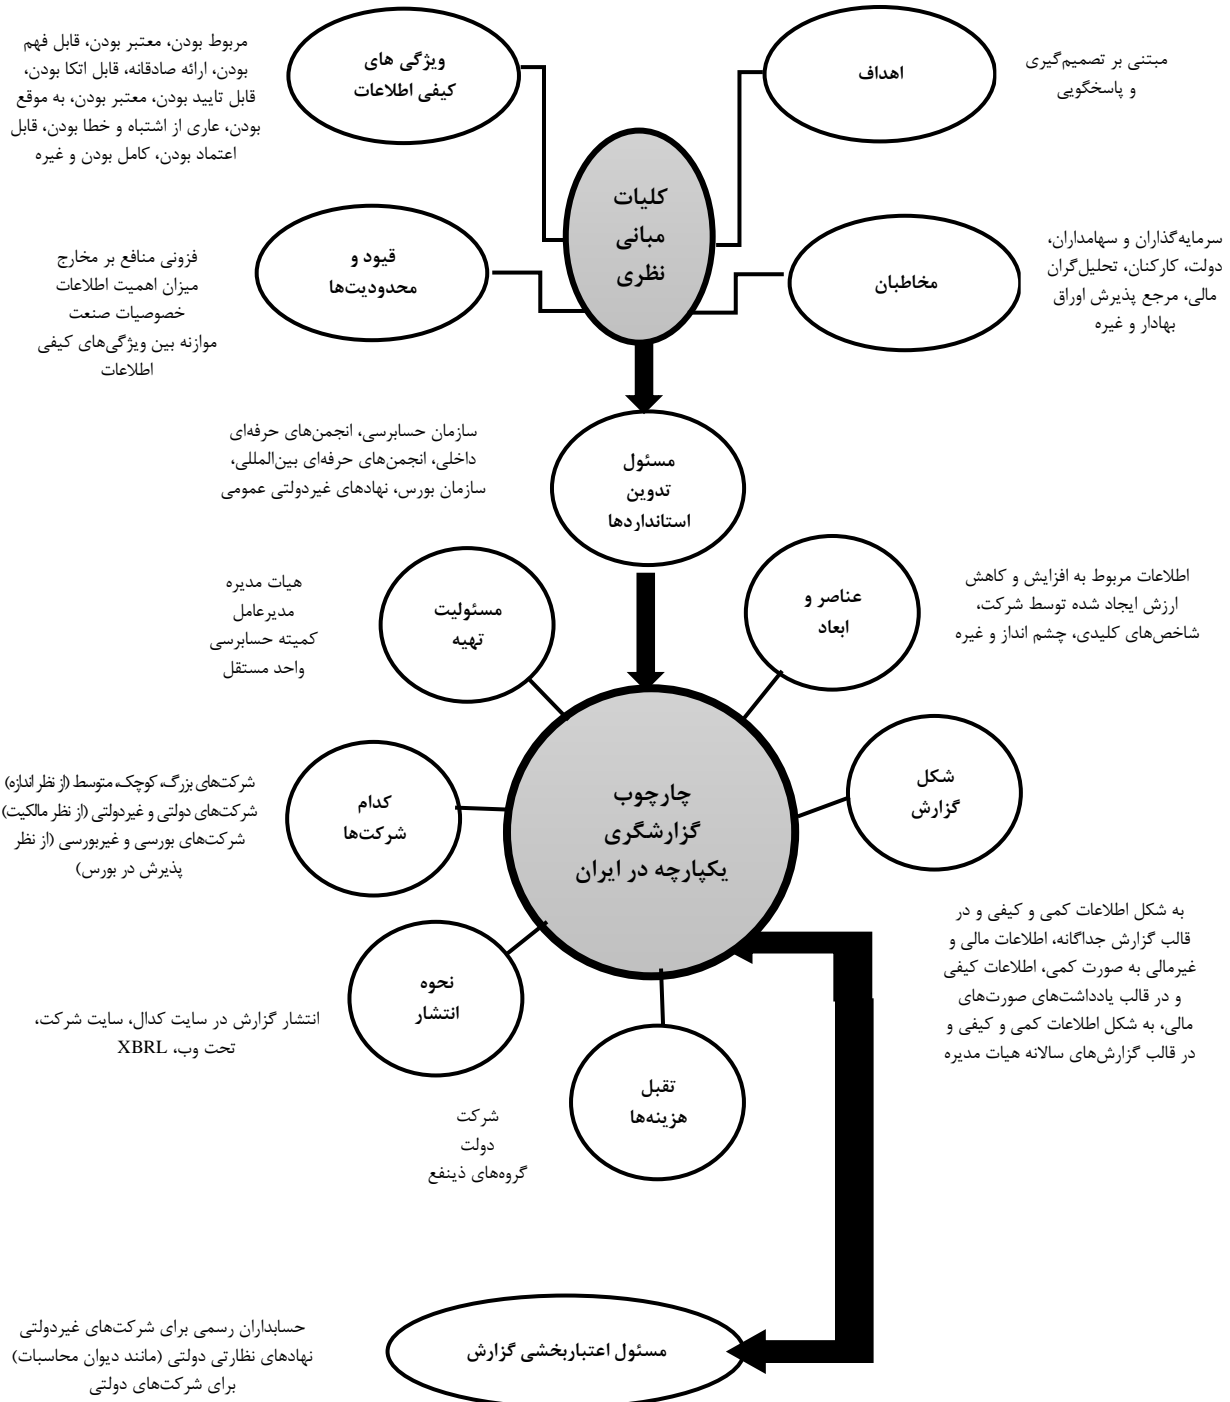 اهداف
مبتنی بر تصمیم‌گیری
و پاسخگویی
ویژگی های
کیفی اطلاعات
مربوط بودن، معتبر بودن، قابل فهم
بودن، ارائه صادقانه، قابل اتکا بودن،
قابل تایید بودن، معتبر بودن، به موقع
بودن، عاری از اشتباه و خطا بودن، قابل
اعتماد بودن، کامل بودن و غیره
کلیات
مبانی
نظری
مخاطبان
سرمایه‌گذاران و سهامداران،
دولت، کارکنان، تحلیل‌گران
مالی، مرجع پذیرش اوراق
بهادار و غیره
قیود و
محدودیت‌ها
فزونی منافع بر مخارج
میزان اهمیت اطلاعات
خصوصیات صنعت
موازنه بین ویژگی‌های کیفی
اطلاعات
مسئول
تدوین
استانداردها
سازمان حسابرسی، انجمن‌های حرفه‌ای
داخلی، انجمن‌های حرفه‌ای بین‌المللی،
سازمان بورس، نهادهای غیردولتی عمومی
عناصر و
ابعاد
اطلاعات مربوط به افزایش و کاهش
ارزش ایجاد شده توسط شرکت،
شاخص‌های کلیدی، چشم انداز و غیره
مسئولیت
تهیه
هیات مدیره
مدیرعامل
کمیته حسابرسی
واحد مستقل
شکل
گزارش
به شکل اطلاعات کمی و کیفی و در
قالب گزارش جداگانه، اطلاعات مالی و
غیرمالی به صورت کمی، اطلاعات کیفی
و در قالب یادداشت‌های صورت‌های
مالی، به شکل اطلاعات کمی و کیفی و
در قالب گزارش‌های سالانه هیات مدیره
چارچوب
گزارشگری
یکپارچه در ایران
کدام
شرکت‌ها
شرکت‌های بزرگ، کوچک، متوسط (از نظر اندازه)
شرکت‌های دولتی و غیردولتی (از نظر مالکیت)
شرکت‌های بورسی و غیربورسی (از نظر
پذیرش در بورس)
نحوه
انتشار
انتشار گزارش در سایت کدال، سایت شرکت،
تحت وب، XBRL
تقبل
هزینه‌ها
شرکت
دولت
گروه‌های ذینفع
مسئول اعتباربخشی گزارش
حسابداران رسمی برای شرکت‌های غیردولتی
نهادهای نظارتی دولتی (مانند دیوان محاسبات)
برای شرکت‌های دولتی